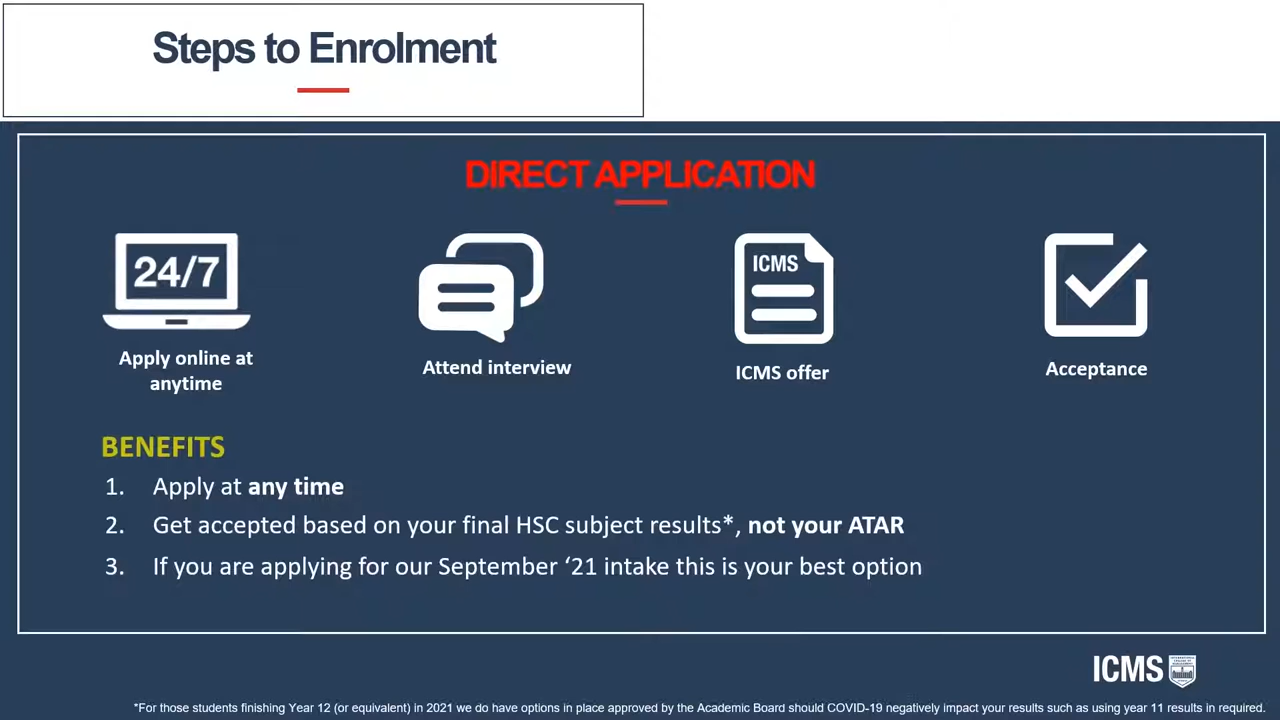 Steps to Enrolment
DIRECT APPLICATION
24/7
ICMS
Apply online at
anytime
Attend interview
ICMS offer
Acceptance
BENEFITS
1. Apply at any time
2. Get accepted based on your final HSC subject results*, not your ATAR
3. If you are applying for our September ‘21 intake this is your best option
ICMS
INTERNATIONAL
COLLEGE OF
MANAGEMENT
*For those students finishing Year 12 (or equivalent) in 2021 we do have options in place approved by the Academic Board should COVID-19 negatively impact your results such as using year 11 results in required.